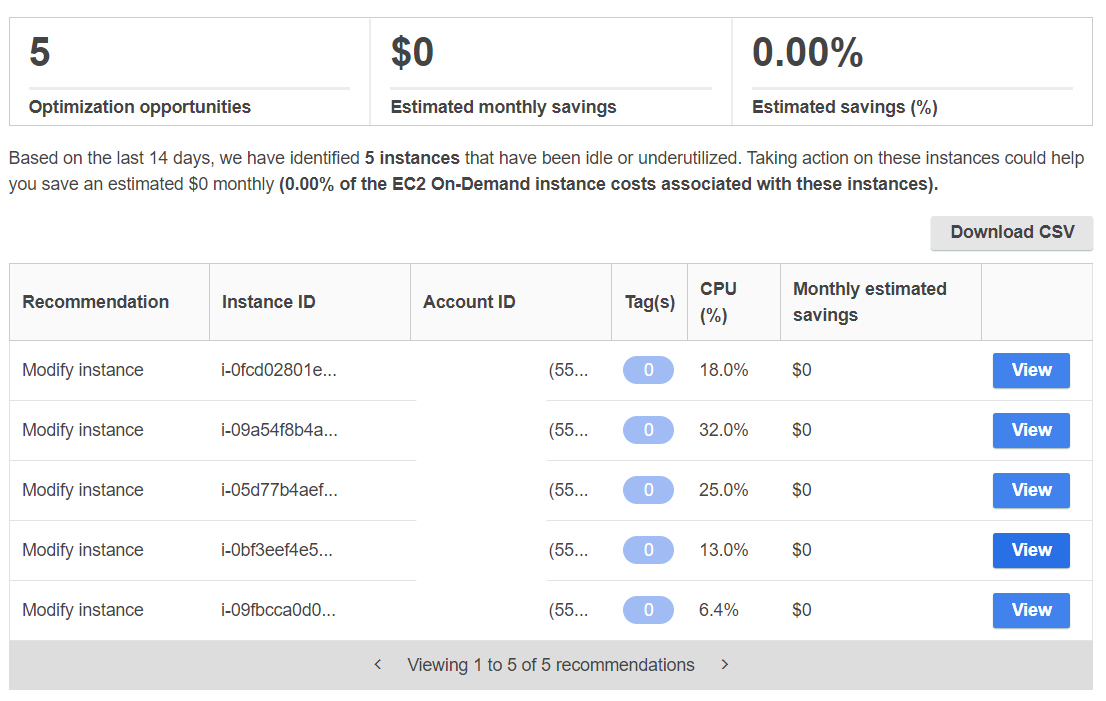 5
Optimization opportunities
$0
Estimated monthly savings
0.00%
Estimated savings (%)
Based on the last 14 days, we have identified 5 instances that have been idle or underutilized. Taking action on these instances could help
you save an estimated $0 monthly (0.00% of the EC2 On-Demand instance costs associated with these instances).
Download CSV
Recommendation Instance ID Account ID Tag(s) CPU (%) Monthly estimated savings
Modify instance i-0fcd02801e... (55... 0 18.0% $0 View
Modify instance i-09a54f8b4a... (55... 0 32.0% $0 View
Modify instance i-05d77b4aef... (55... 0 25.0% $0 View
Modify instance i-0bf3eef4e5... (55... 0 13.0% $0 View
Modify instance i-09fbcca0d0... (55... 0 6.4% $0 View
Viewing 1 to 5 of 5 recommendations